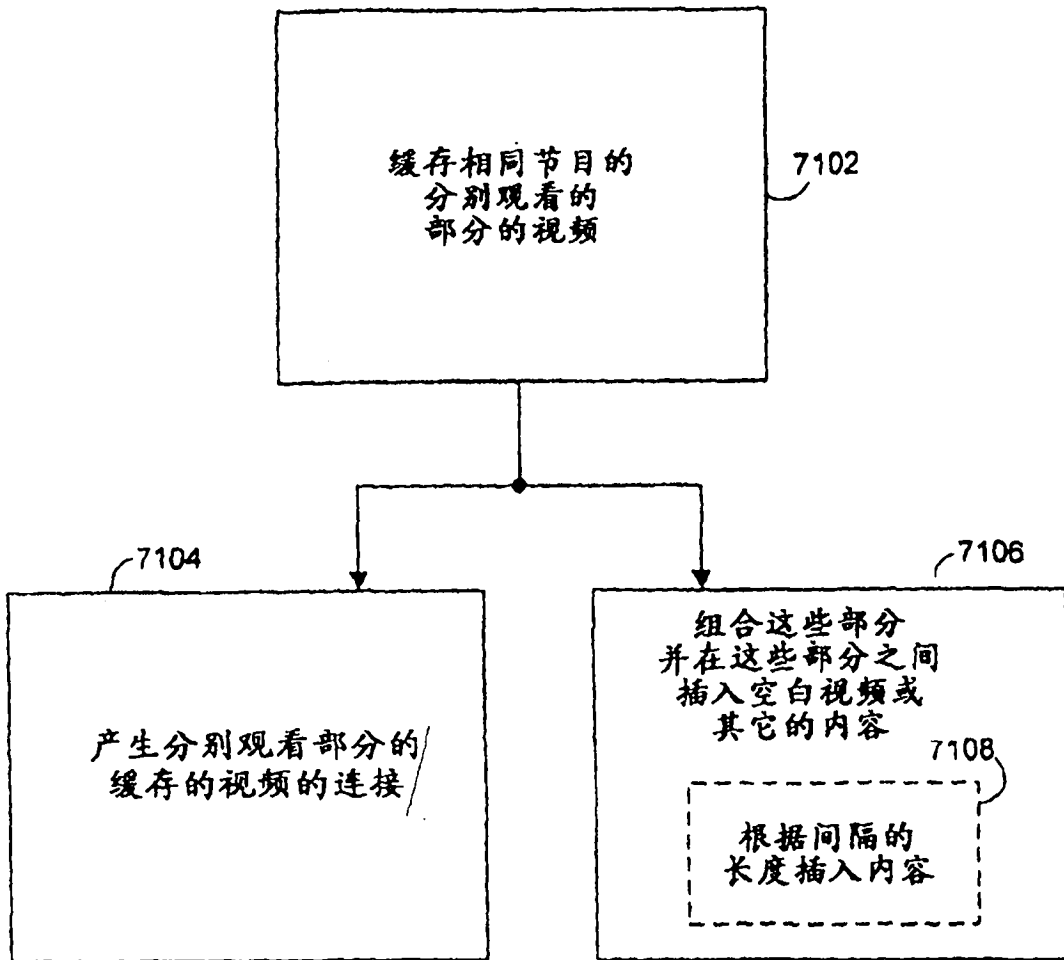 缓存相同节目的
分别观看的
部分的视频
7102
7104
产生分别观看部分的
缓存的视频的连接
7106
组合这些部分
并在这些部分之间
插入空白视频或
其它的内容
7108
根据间隔的
长度插入内容